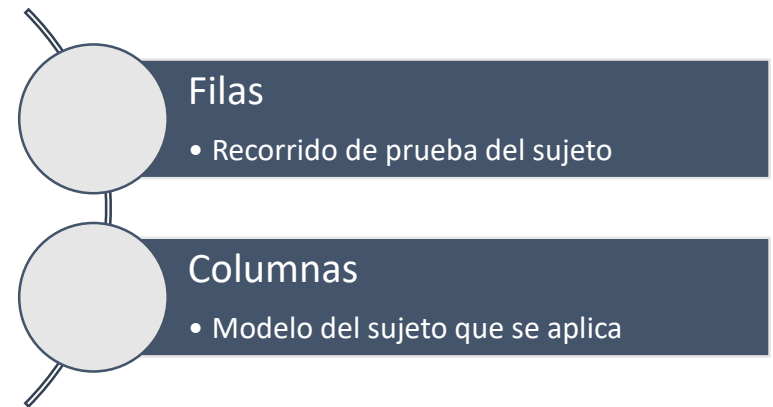 Filas
• Recorrido de prueba del sujeto
Columnas
• Modelo del sujeto que se aplica